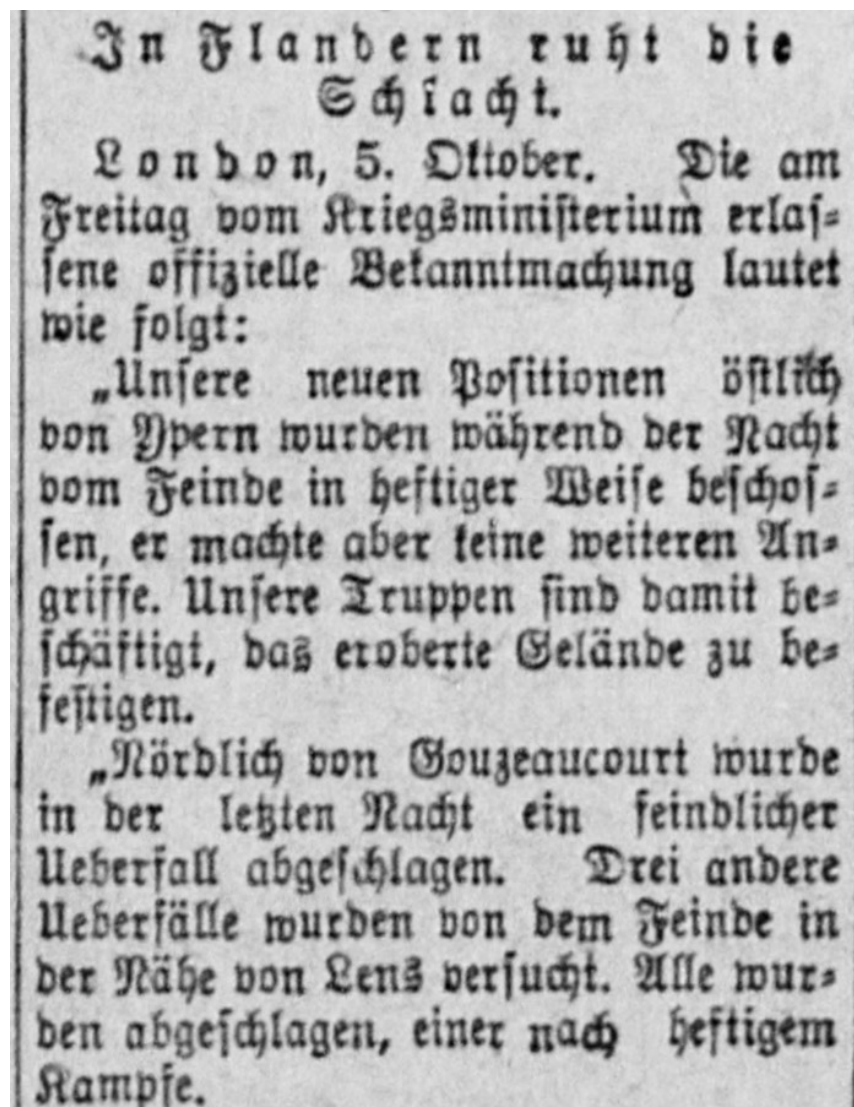 In Flandern ruht die
Schlacht.
London, 5. Oktober. Die am
Freitag vom Kriegsministerium erlas-
sene offizielle Bekanntmachung lautet
wie folgt:
„Unsere neuen Positionen östlich
von Ypern wurden während der Nacht
vom Feinde in heftiger Weise beschos-
sen, er machte aber keine weiteren An-
griffe. Unsere Truppen sind damit be-
schäftigt, das eroberte Gelände zu be-
festigen.
„Nördlich von Gouzeaucourt wurde
in der letzten Nacht ein feindlicher
Ueberfall abgeschlagen. Drei andere
Ueberfälle wurden von dem Feinde in
der Nähe von Lens versucht. Alle wur-
den abgeschlagen, einer nach heftigem
Kampfe.